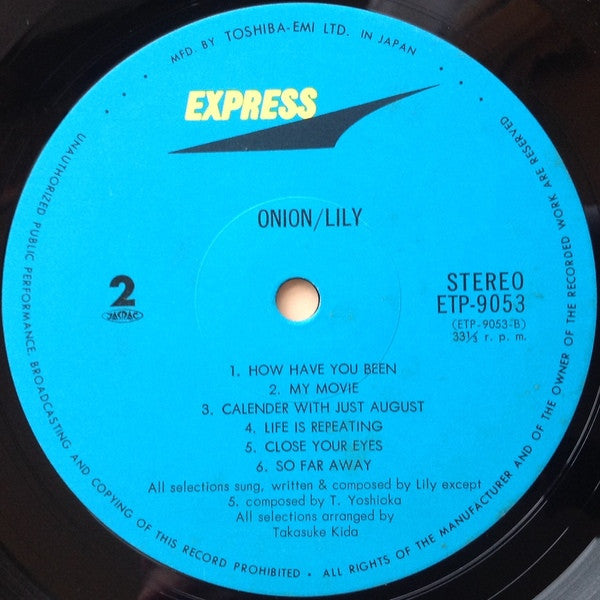 MFD. BY TOSHIBA-EMI LTD. IN JAPAN
EXPRESS
ONION/LILY
2
JASRAC
STEREO
ETP-9053
(ETP-9053-B)
33⅓ r. p. m.
1. HOW HAVE YOU BEEN
2. MY MOVIE
3. CALENDER WITH JUST AUGUST
4. LIFE IS REPEATING
5. CLOSE YOUR EYES
6. SO FAR AWAY
All selections sung, written & composed by Lily except
5. composed by T. Yoshioka
All selections arranged by
Takasuke Kida
UNAUTHORIZED PUBLIC PERFORMANCE. BROADCASTING AND COPYING OF THIS RECORD PROHIBITED • ALL RIGHTS OF THE MANUFACTURER AND OF THE OWNER OF THE RECORDED WORK ARE RESERVED